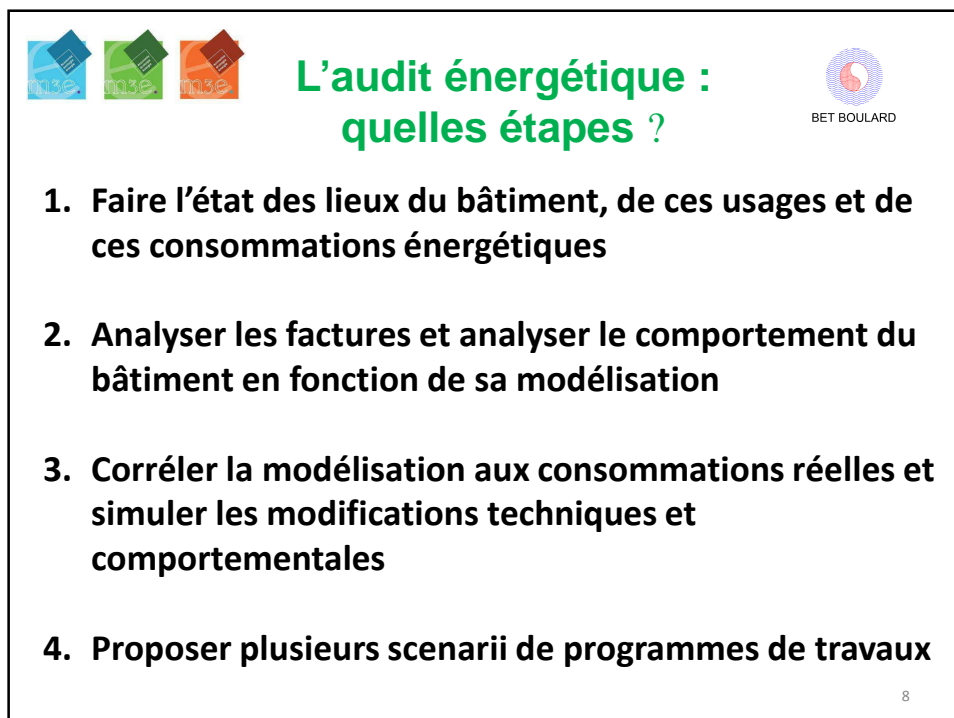 m3e.
m3e.
m3e.
L’audit énergétique :
quelles étapes ?
BET BOULARD
1. Faire l’état des lieux du bâtiment, de ces usages et de
ces consommations énergétiques
2. Analyser les factures et analyser le comportement du
bâtiment en fonction de sa modélisation
3. Corréler la modélisation aux consommations réelles et
simuler les modifications techniques et
comportementales
4. Proposer plusieurs scenarii de programmes de travaux
8